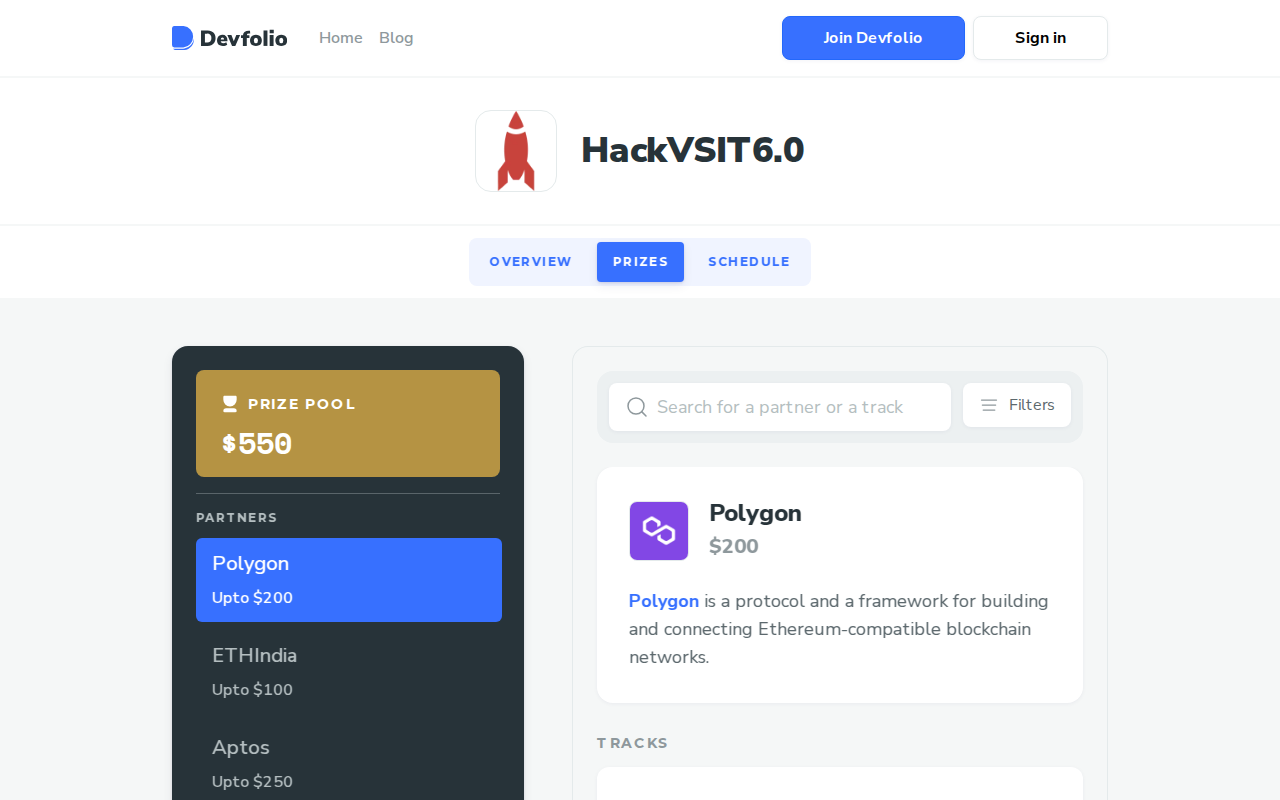 Devfolio
Home
Blog
Join Devfolio
Sign in
HackVSIT6.0
OVERVIEW
PRIZES
SCHEDULE
PRIZE POOL
$550
PARTNERS
Polygon
Upto $200
ETHIndia
Upto $100
Aptos
Upto $250
Search for a partner or a track
Filters
Polygon
$200
Polygon is a protocol and a framework for building
and connecting Ethereum-compatible blockchain
networks.
TRACKS